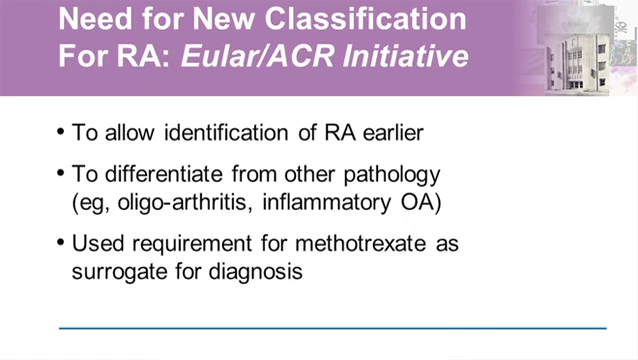 Need for New Classification
For RA: Eular/ACR Initiative
• To allow identification of RA earlier
• To differentiate from other pathology
(eg, oligo-arthritis, inflammatory OA)
• Used requirement for methotrexate as
surrogate for diagnosis